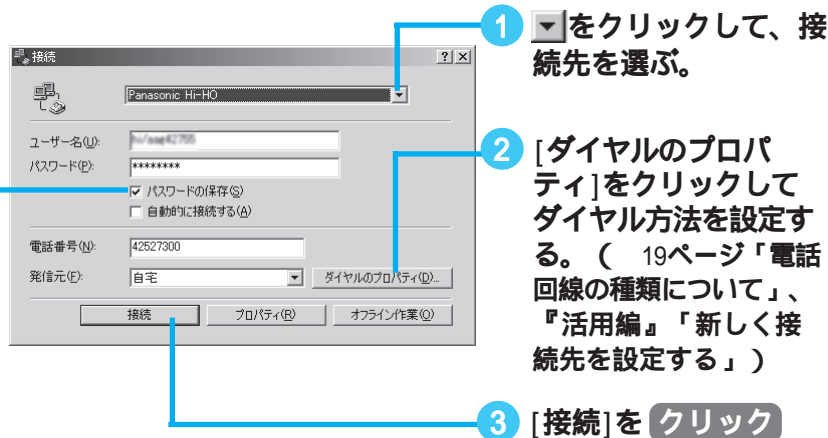 接続
? ×
Panasonic Hi-HO
ユーザー名(U):
パスワード(P): ********
パスワードの保存(S)
自動的に接続する(A)
電話番号(N): 42527300
発信元(F): 自宅 ダイヤルのプロパティ(D)...
接続 プロパティ(R) オフライン作業(O)
1 をクリックして、接
続先を選ぶ。
2 [ダイヤルのプロパ
ティ]をクリックして
ダイヤル方法を設定す
る。( 19ページ「電話
回線の種類について」、
『活用編』「新しく接
続先を設定する」)
3 [接続]を クリック